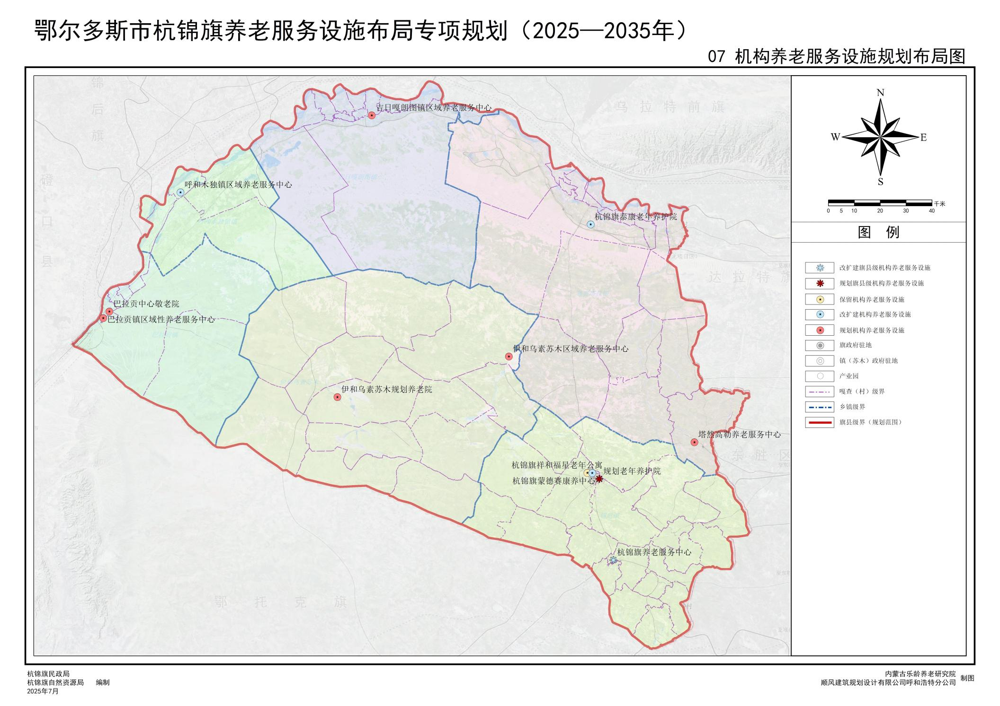 鄂尔多斯市杭锦旗养老服务设施布局专项规划（2025—2035年）
07 机构养老服务设施规划布局图
锦后旗
乌拉特前旗
磴口县
达拉特旗
东胜区
鄂托克旗
吉日嘎朗图镇区域养老服务中心
呼和木独镇区域养老服务中心
杭锦旗泰康老年养护院
巴拉贡中心敬老院
巴拉贡镇区域性养老服务中心
伊和乌素苏木区域养老服务中心
伊和乌素苏木规划养老院
塔然高勒养老服务中心
杭锦旗祥和福星老年公寓
规划老年养护院
杭锦旗蒙德赛康养中心
杭锦旗养老服务中心
N
W
E
S
千米
0 5 10 20 30 40
图 例
改扩建旗县级机构养老服务设施
规划旗县级机构养老服务设施
保留机构养老服务设施
改扩建机构养老服务设施
规划机构养老服务设施
旗政府驻地
镇（苏木）政府驻地
产业园
嘎查（村）级界
乡镇级界
旗县级界（规划范围）
杭锦旗民政局
杭锦旗自然资源局 编制
2025年7月
内蒙古乐龄养老研究院
顺风建筑规划设计有限公司呼和浩特分公司 制图